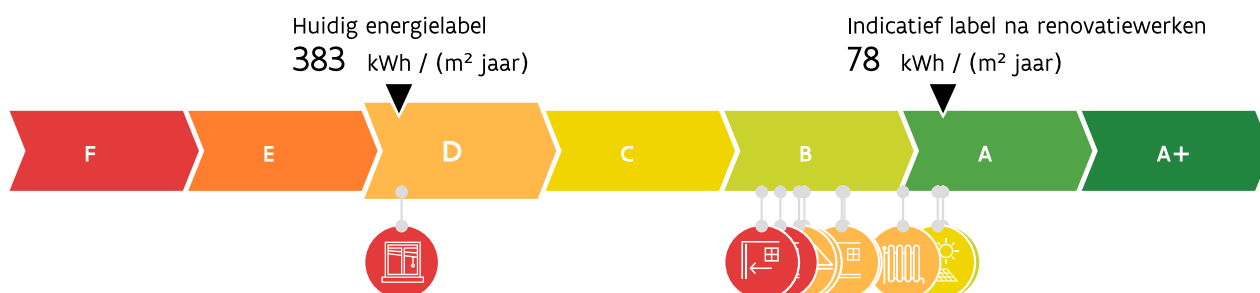 Huidig energielabel
383 kWh / (m² jaar)
Indicatief label na renovatiewerken
78 kWh / (m² jaar)
F E D C B A A+